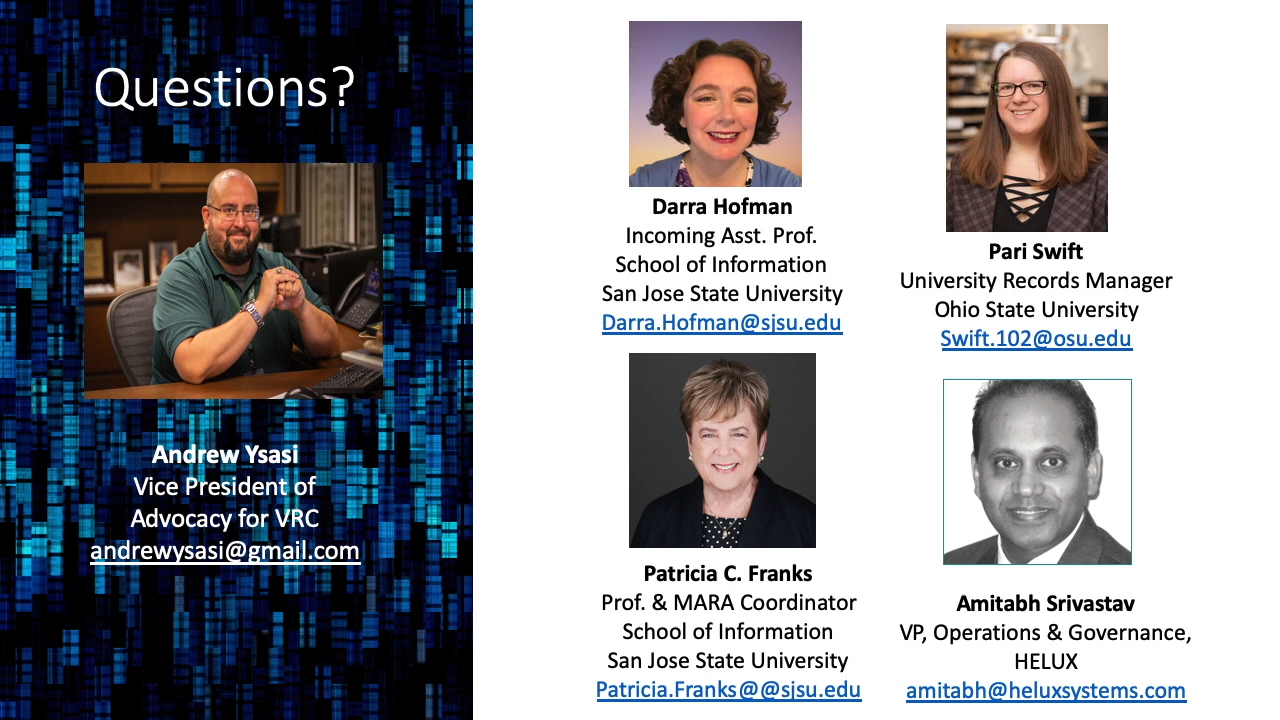 Questions?
Andrew Ysasi
Vice President of
Advocacy for VRC
andrewysasi@gmail.com
Darra Hofman
Incoming Asst. Prof.
School of Information
San Jose State University
Darra.Hofman@sjsu.edu
Pari Swift
University Records Manager
Ohio State University
Swift.102@osu.edu
Patricia C. Franks
Prof. & MARA Coordinator
School of Information
San Jose State University
Patricia.Franks@@sjsu.edu
Amitabh Srivastav
VP, Operations & Governance,
HELUX
amitabh@heluxsystems.com